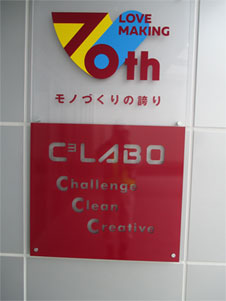 LOVE
MAKING
70th
モノづくりの誇り
C³LABO
Challenge
Clean
Creative